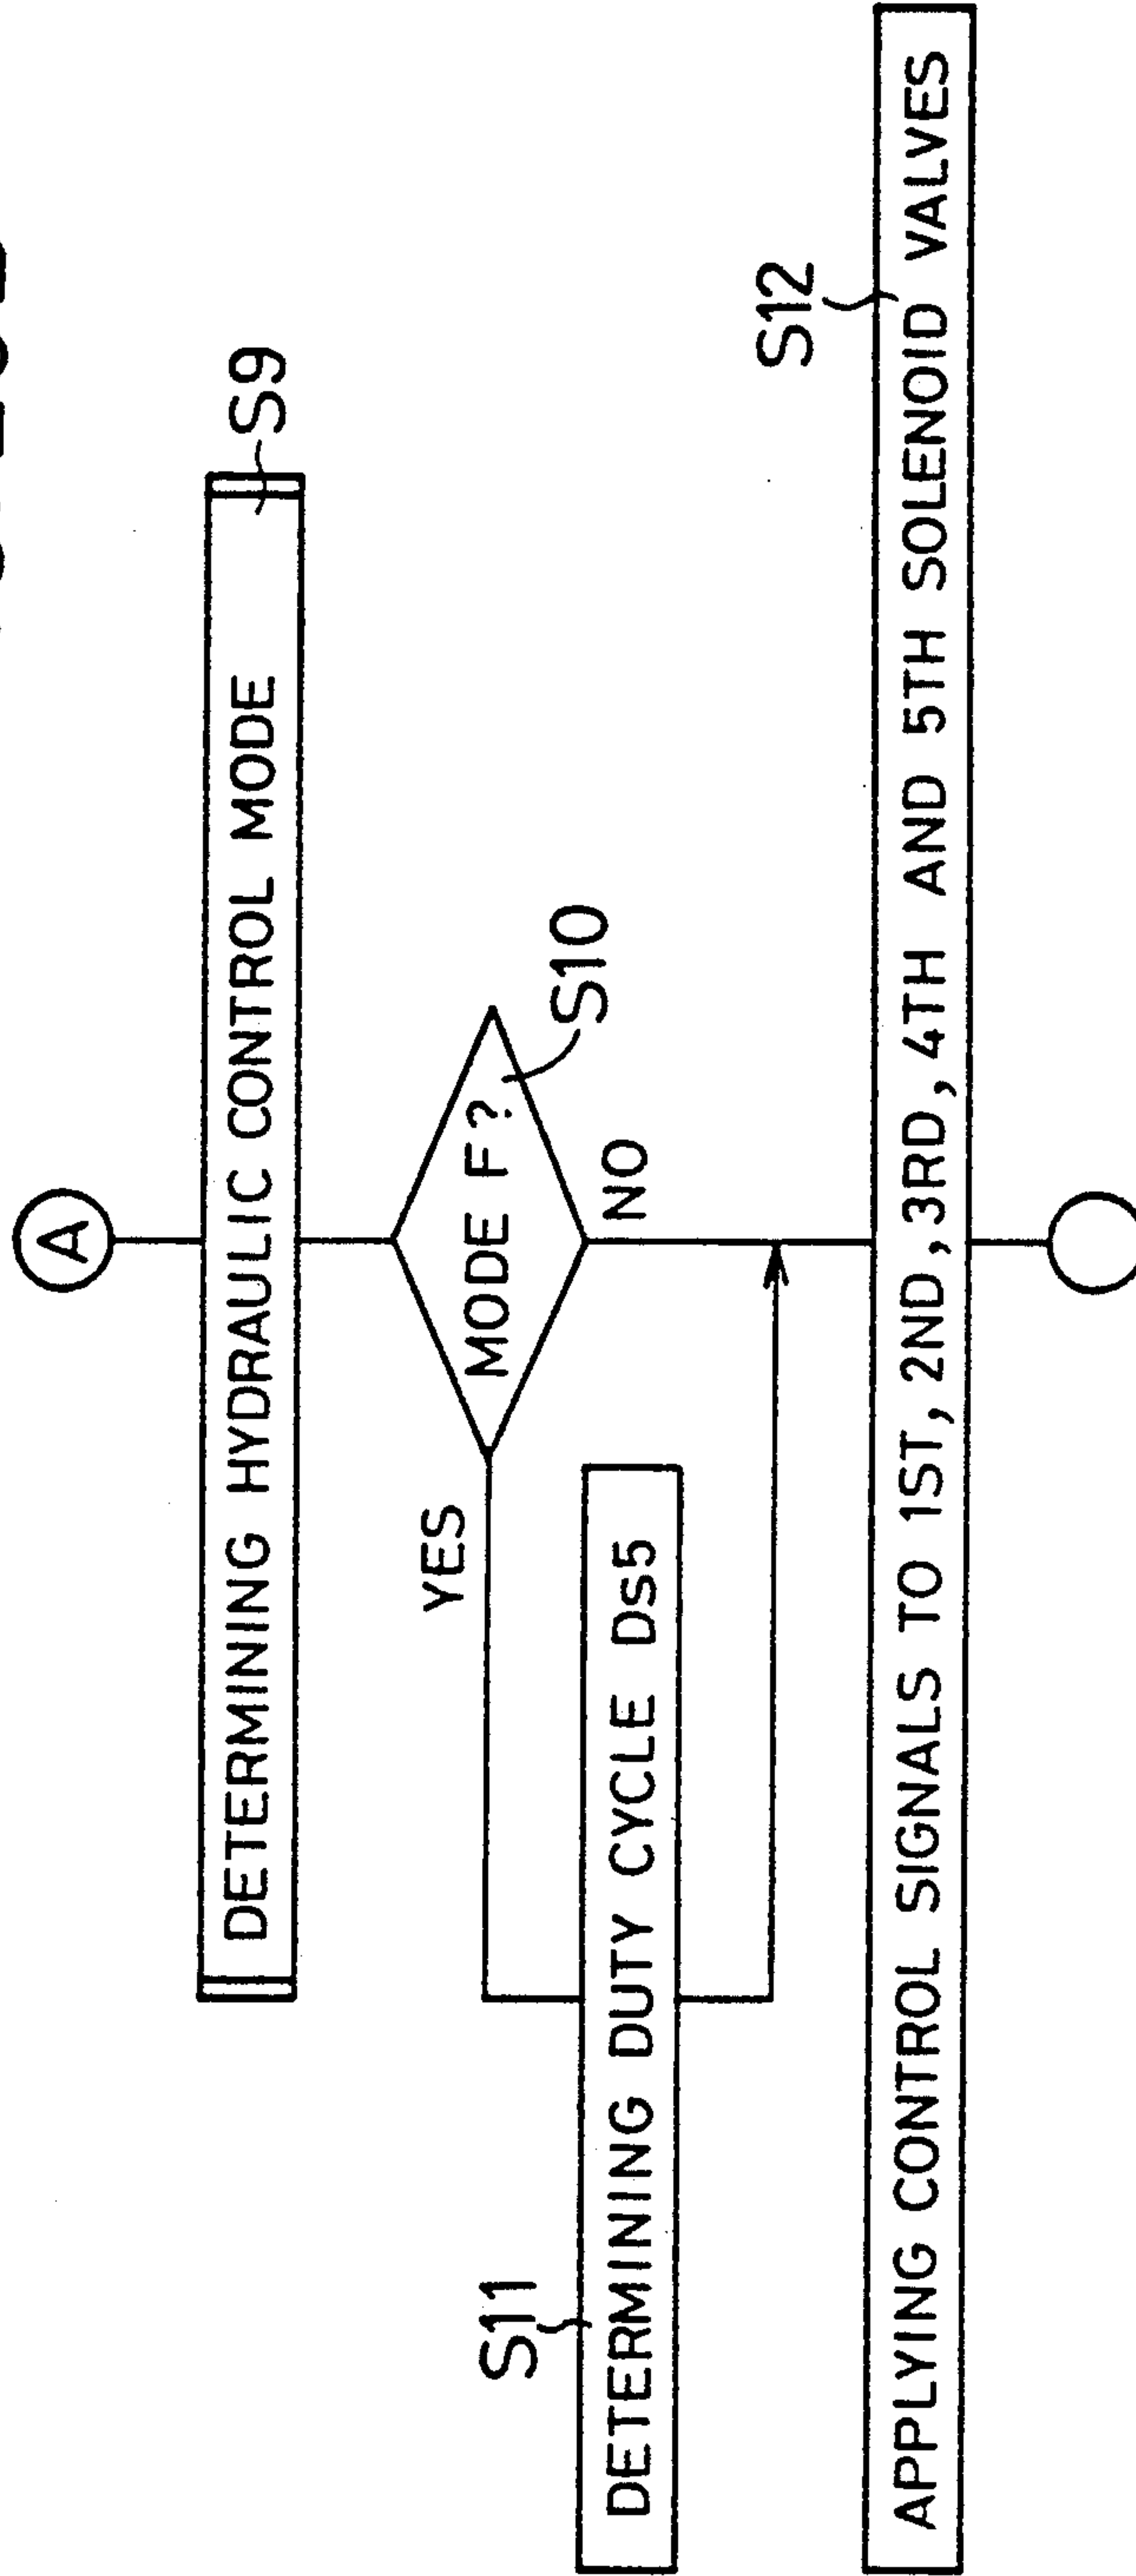 A
DETERMINING HYDRAULIC CONTROL MODE
S9
MODE F?
S10
YES
NO
S11
DETERMINING DUTY CYCLE Ds5
S12
APPLYING CONTROL SIGNALS TO 1ST, 2ND, 3RD, 4TH AND 5TH SOLENOID VALVES